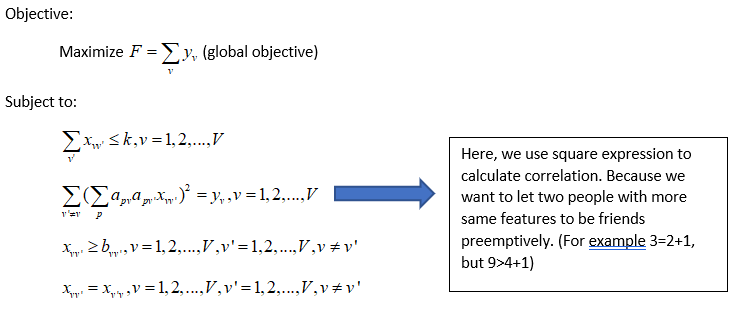 Objective:
Maximize F = ∑_v y_v (global objective)
Subject to:
∑_{v'} x_{vv'} ≤ k, v = 1, 2, ..., V
∑_{v'≠v} (∑_p a_{pv} a_{pv'} x_{vv'})² = y_v, v = 1, 2, ..., V
x_{vv'} ≥ b_{vv'}, v = 1, 2, ..., V, v' = 1, 2, ..., V, v ≠ v'
x_{vv'} = x_{v'v}, v = 1, 2, ..., V, v' = 1, 2, ..., V, v ≠ v'
Here, we use square expression to
calculate correlation. Because we
want to let two people with more
same features to be friends
preemptively. (For example 3=2+1,
but 9>4+1)